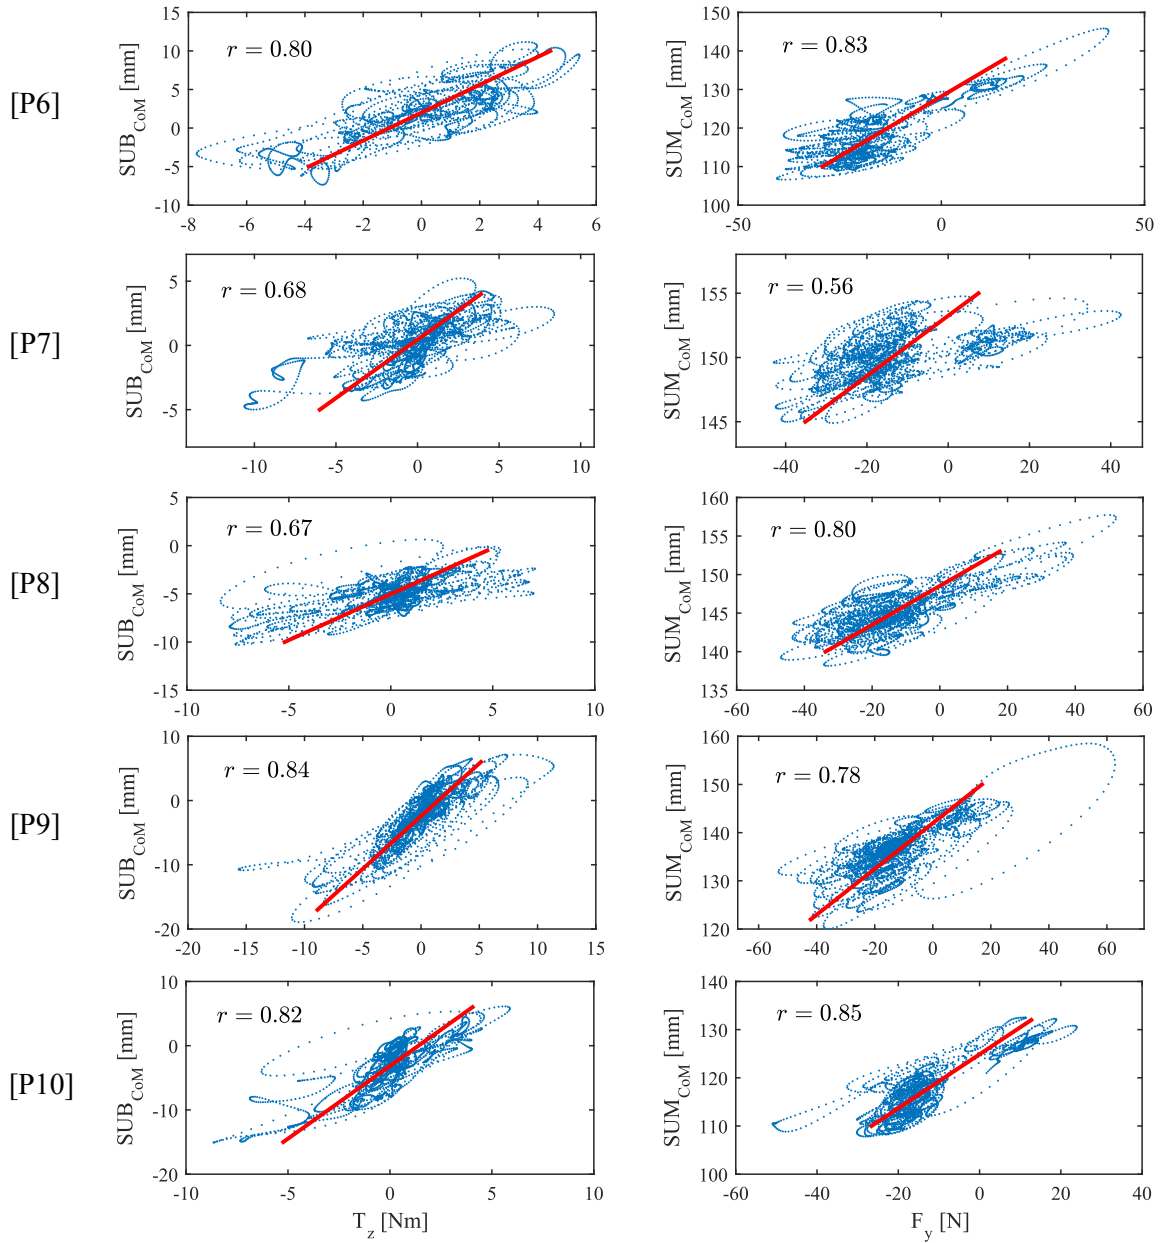 [P6]
SUB_CoM [mm]
15
10
5
0
-5
-10
r = 0.80
-8 -6 -4 -2 0 2 4 6
SUM_CoM [mm]
150
140
130
120
110
100
r = 0.83
-50 0 50
[P7]
SUB_CoM [mm]
5
0
-5
r = 0.68
-10 -5 0 5 10
SUM_CoM [mm]
155
150
145
r = 0.56
-40 -20 0 20 40
[P8]
SUB_CoM [mm]
5
0
-5
-10
-15
r = 0.67
-10 -5 0 5 10
SUM_CoM [mm]
160
155
150
145
140
135
r = 0.80
-60 -40 -20 0 20 40 60
[P9]
SUB_CoM [mm]
10
0
-10
-20
r = 0.84
-20 -15 -10 -5 0 5 10 15
SUM_CoM [mm]
160
150
140
130
120
r = 0.78
-60 -40 -20 0 20 40 60
[P10]
SUB_CoM [mm]
10
0
-10
-20
r = 0.82
-10 -5 0 5 10
T_z [Nm]
SUM_CoM [mm]
140
130
120
110
100
r = 0.85
-60 -40 -20 0 20 40
F_y [N]